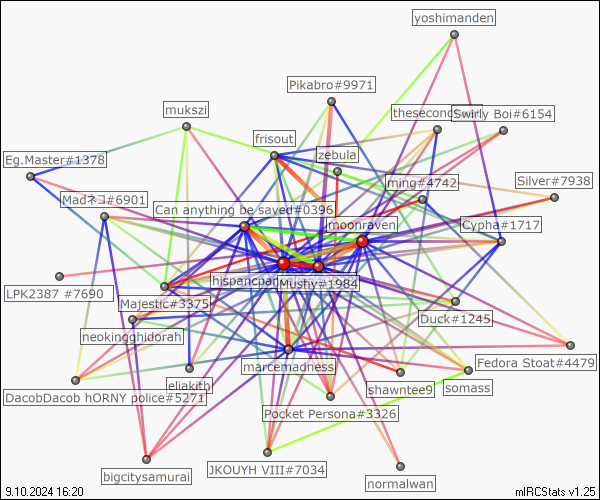 yoshimanden
Pikabro#9971
mukszi
Swirly Boi#6154
frisout
zebula
Eg.Master#1378
ming#4742
Silver#7938
Madネコ#6901
Can anything be saved#0396
moonraven
Cypha#1717
LPK2387 #7690
Mushy#1984
Majestic#3375
Duck#1245
neokingghidorah
marcemadness
Fedora Stoat#4479
eliakith
shawntee9
somass
DacobDacob hORNY police#5271
Pocket Persona#3326
bigcitysamurai
JKOUYH VIII#7034
normalwan
9.10.2024 16:20
mIRCStats v1.25